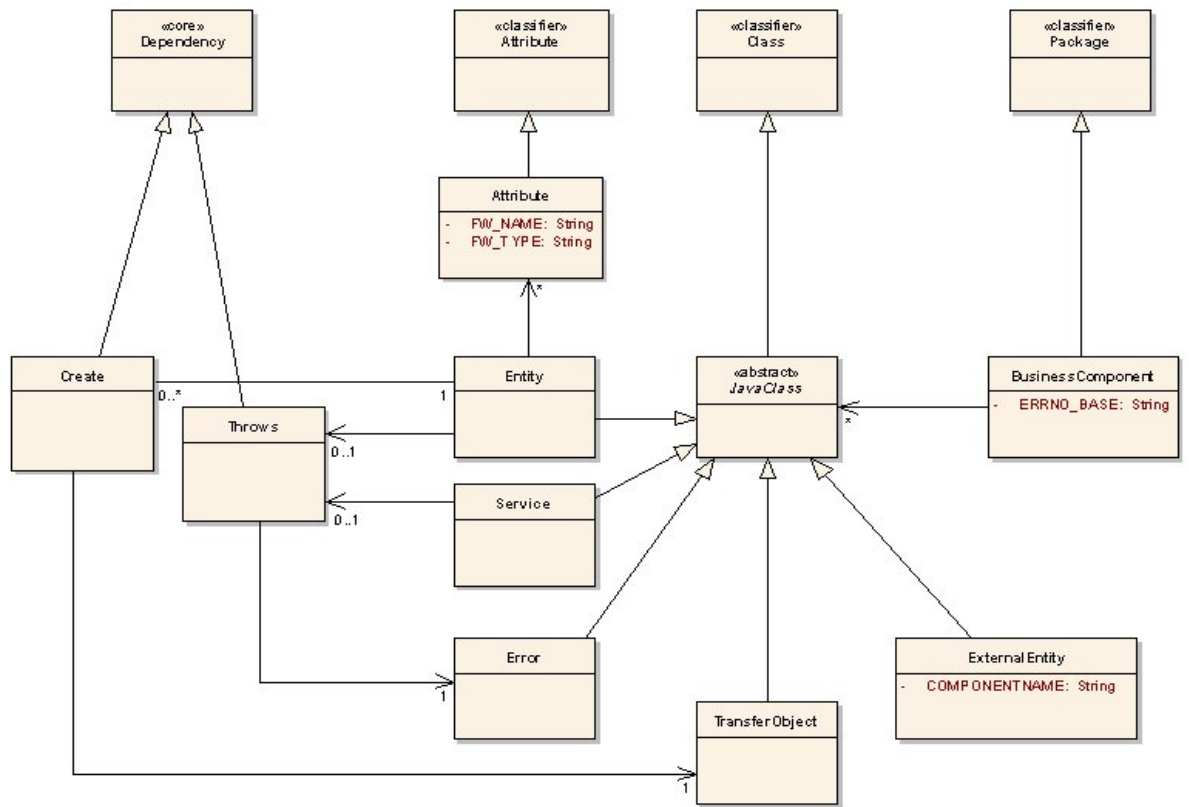 «core»
Dependency
«classifier»
Attribute
«classifier»
Class
«classifier»
Package
Attribute
- FW_NAME: String
- FW_TYPE: String
*
Create
0..*
1
Entity
«abstract»
JavaClass
*
BusinessComponent
- ERRNO_BASE: String
Throws
0..1
0..1
Service
Error
1
ExternalEntity
- COMPONENTNAME: String
TransferObject
1